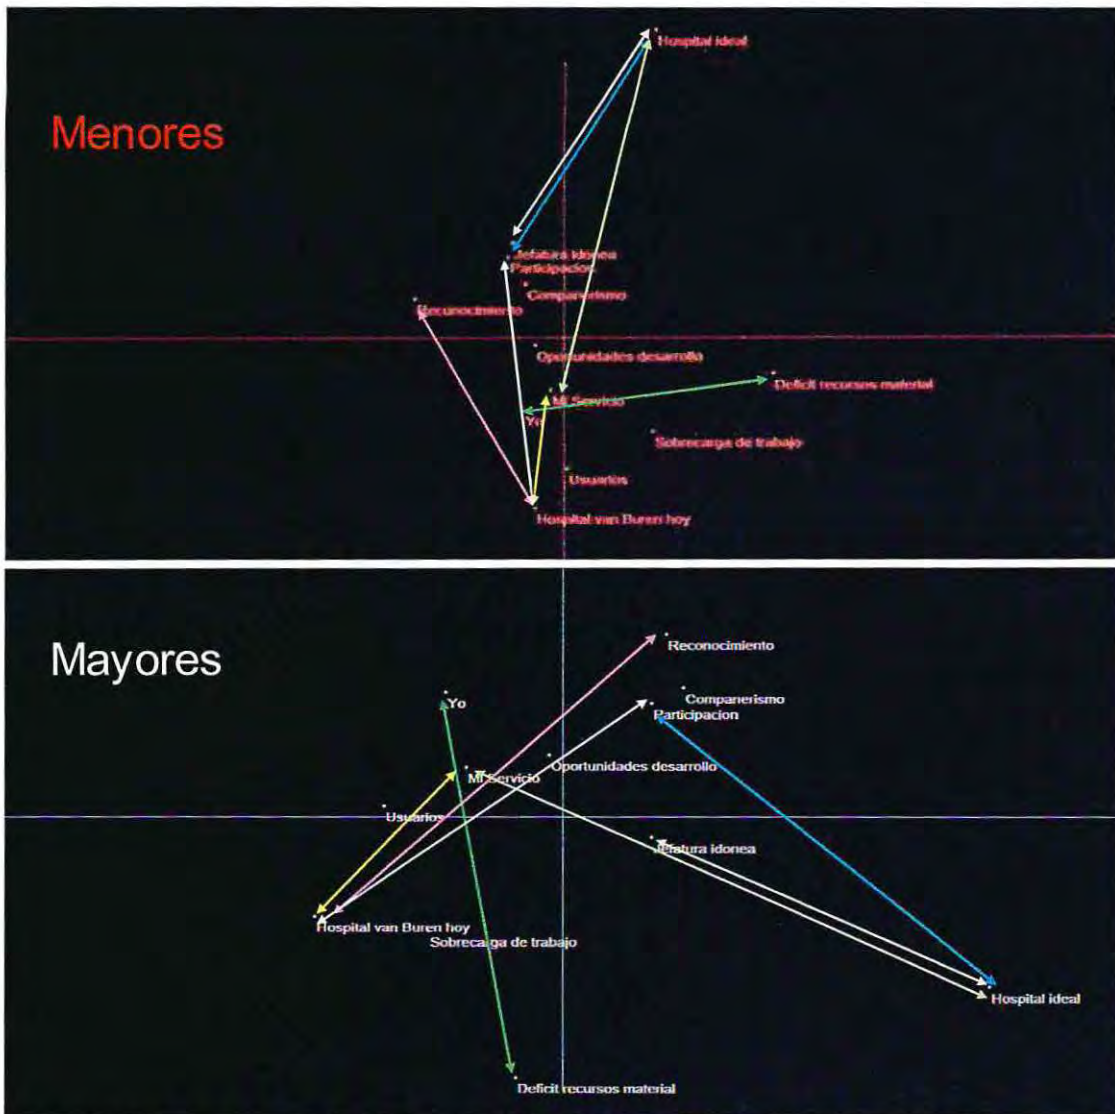 Hospital ideal
Menores
Jefatura idonea
Participacion
Companerismo
Reconocimiento
Oportunidades desarrollo
Deficit recursos material
Mi Servicio
Yo
Sobrecarga de trabajo
Usuarios
Hospital van Buren hoy
Mayores
Reconocimiento
Companerismo
Yo
Participacion
Oportunidades desarrollo
Mi Servicio
Usuarios
Jefatura idonea
Hospital van Buren hoy
Sobrecarga de trabajo
Hospital ideal
Deficit recursos material